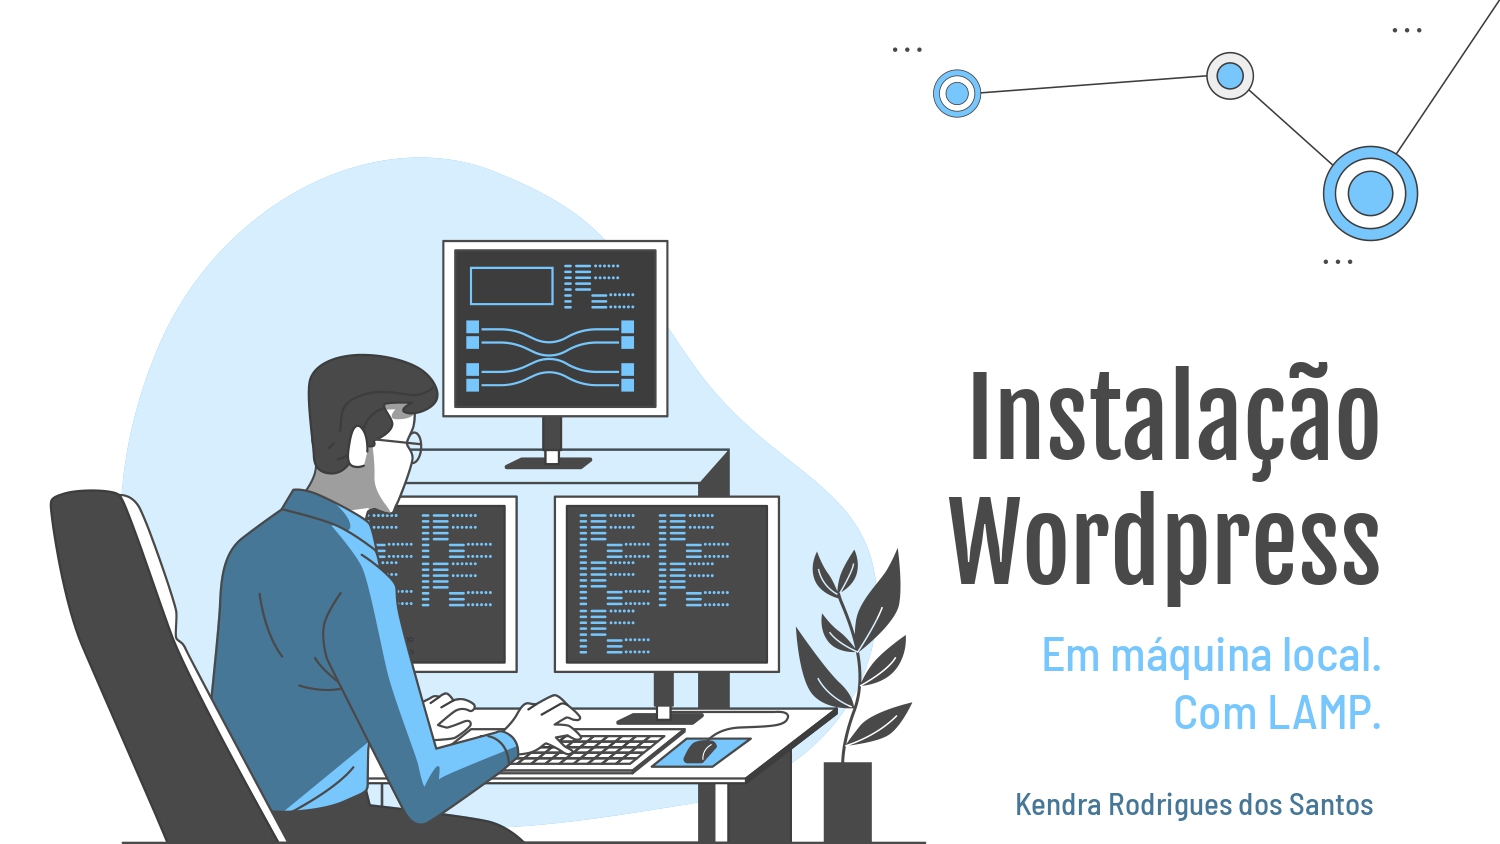 Instalação
Wordpress
Em máquina local.
Com LAMP.
Kendra Rodrigues dos Santos